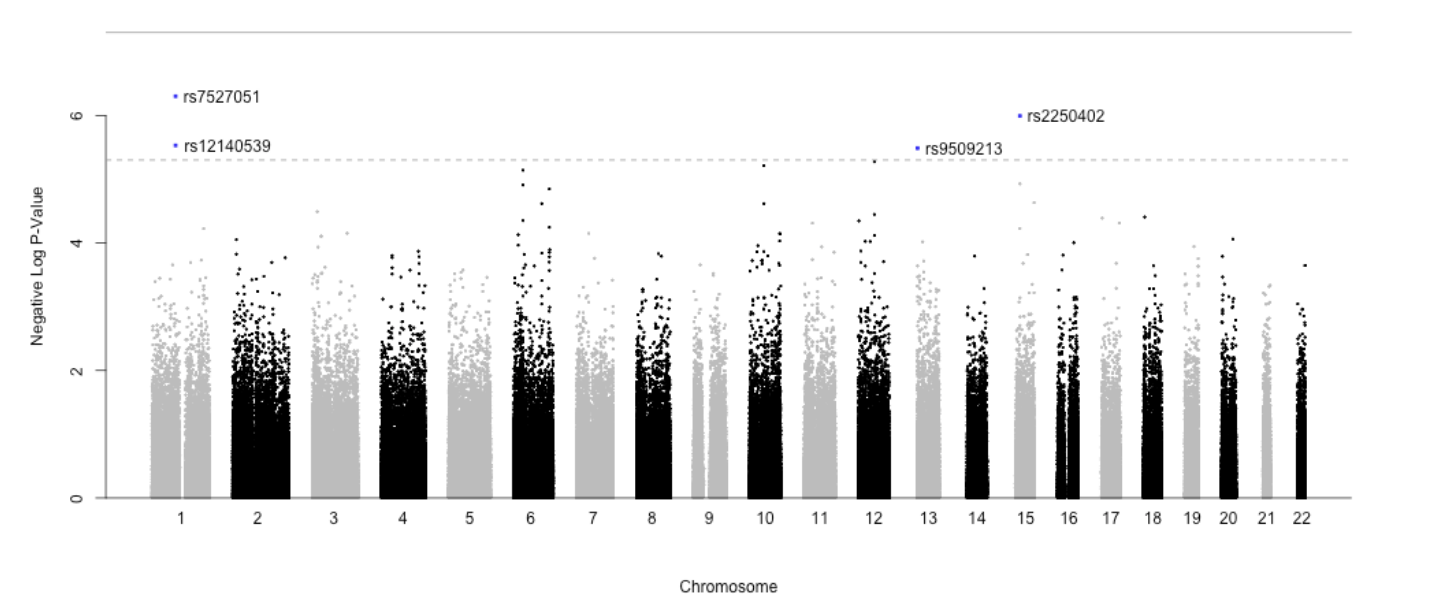 rs7527051
6
rs2250402
rs12140539
rs9509213
Negative Log P-Value
4
2
0
1 2 3 4 5 6 7 8 9 10 11 12 13 14 15 16 17 18 19 20 21 22
Chromosome